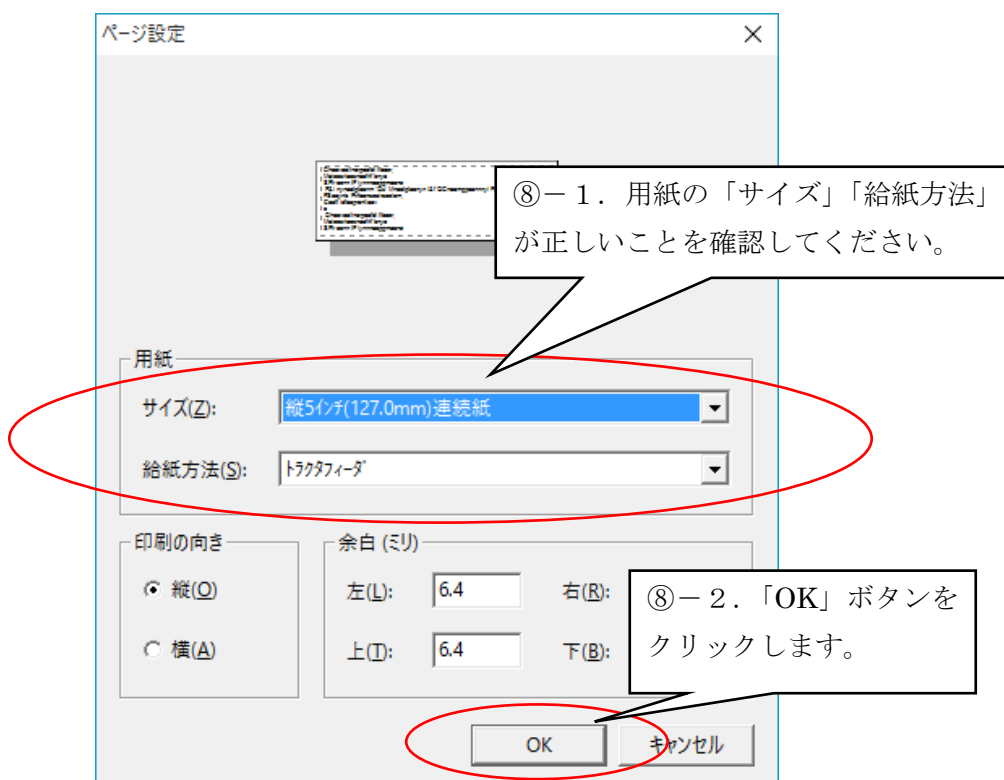 ページ設定
⑧－１．用紙の「サイズ」「給紙方法」
が正しいことを確認してください。
用紙
サイズ(Z):
縦5ｲﾝﾁ(127.0mm)連続紙
給紙方法(S):
ﾄﾗｸﾀﾌｨｰﾀﾞ
印刷の向き
縦(O)
横(A)
余白 (ミリ)
左(L):
6.4
右(R):
上(T):
6.4
下(B):
⑧－２．「OK」ボタンを
クリックします。
OK
キャンセル